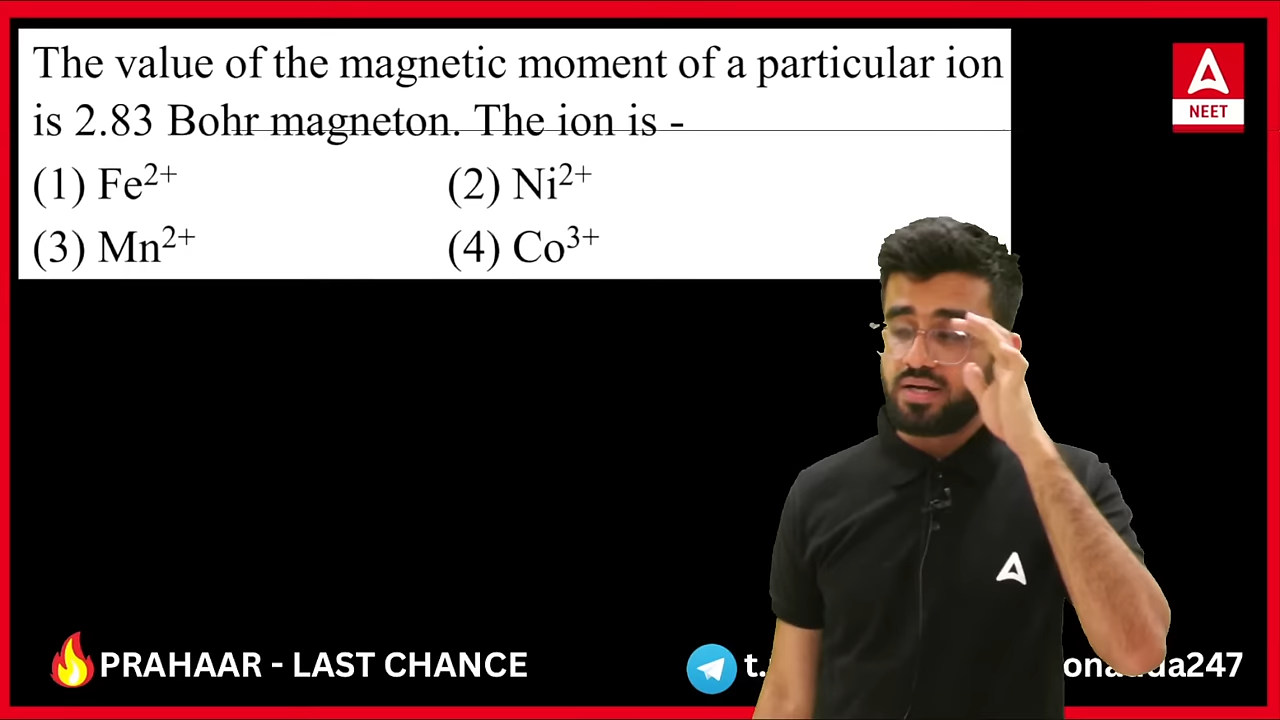 The value of the magnetic moment of a particular ion
is 2.83 Bohr magneton. The ion is -
(1) Fe²⁺ (2) Ni²⁺
(3) Mn²⁺ (4) Co³⁺
NEET
PRAHAAR - LAST CHANCE